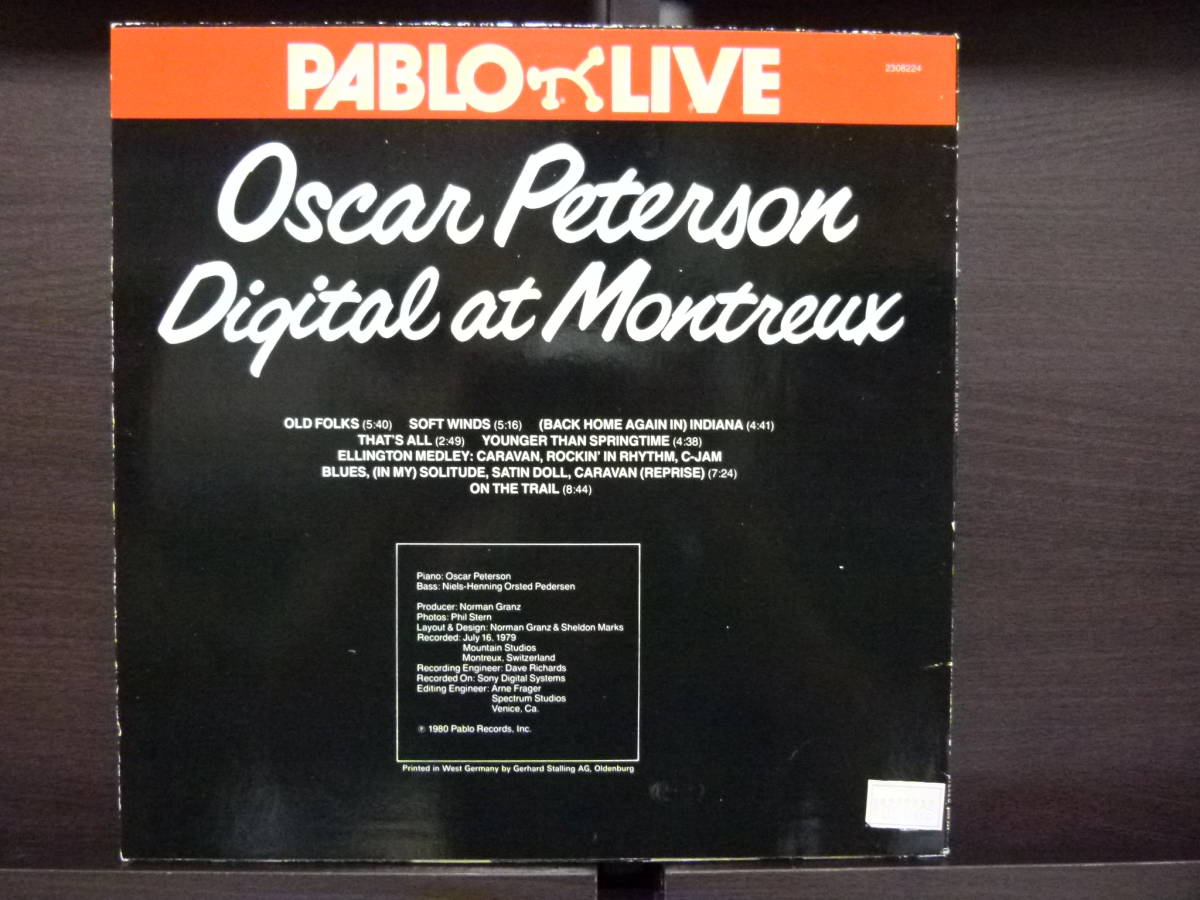 PABLO LIVE
2308224
Oscar Peterson
Digital at Montreux
OLD FOLKS (5:40) SOFT WINDS (5:16) (BACK HOME AGAIN IN) INDIANA (4:41)
THAT'S ALL (2:49) YOUNGER THAN SPRINGTIME (4:38)
ELLINGTON MEDLEY: CARAVAN, ROCKIN' IN RHYTHM, C-JAM
BLUES, (IN MY) SOLITUDE, SATIN DOLL, CARAVAN (REPRISE) (7:24)
ON THE TRAIL (8:44)
Piano: Oscar Peterson
Bass: Niels-Henning Orsted Pedersen
Producer: Norman Granz
Photos: Phil Stern
Layout & Design: Norman Granz & Sheldon Marks
Recorded: July 16, 1979
Mountain Studios
Montreux, Switzerland
Recording Engineer: Dave Richards
Recorded On: Sony Digital Systems
Editing Engineer: Arne Frager
Spectrum Studios
Venice, Ca.
℗ 1980 Pablo Records, Inc.
Printed in West Germany by Gerhard Stalling AG, Oldenburg